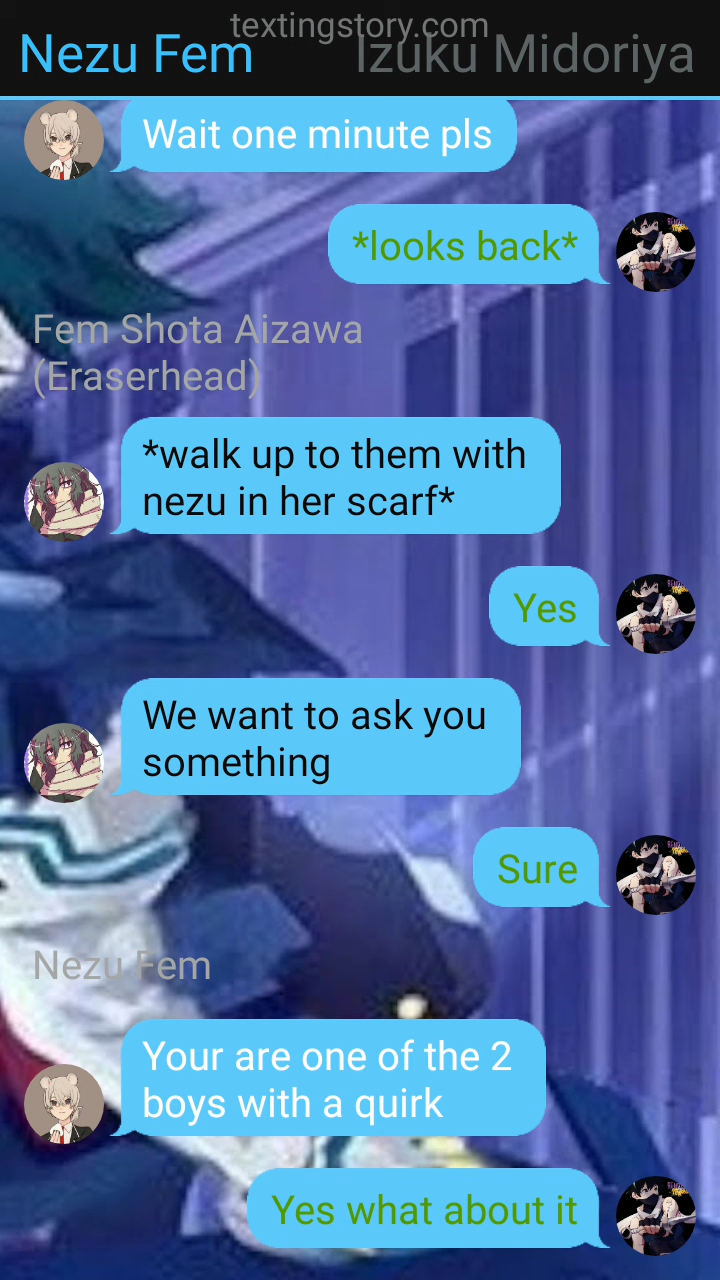 textingstory.com
Nezu Fem
Izuku Midoriya
Wait one minute pls
*looks back*
Fem Shota Aizawa
(Eraserhead)
*walk up to them with
nezu in her scarf*
Yes
We want to ask you
something
Sure
Nezu Fem
Your are one of the 2
boys with a quirk
Yes what about it